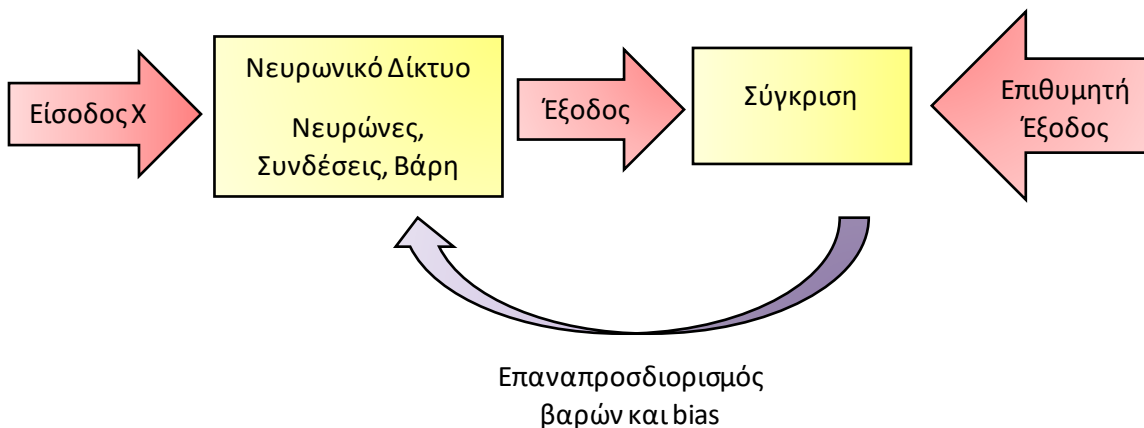 Είσοδος Χ
Νευρωνικό Δίκτυο
Νευρώνες,
Συνδέσεις, Βάρη
Έξοδος
Σύγκριση
Επιθυμητή
Έξοδος
Επαναπροσδιορισμός
βαρών και bias